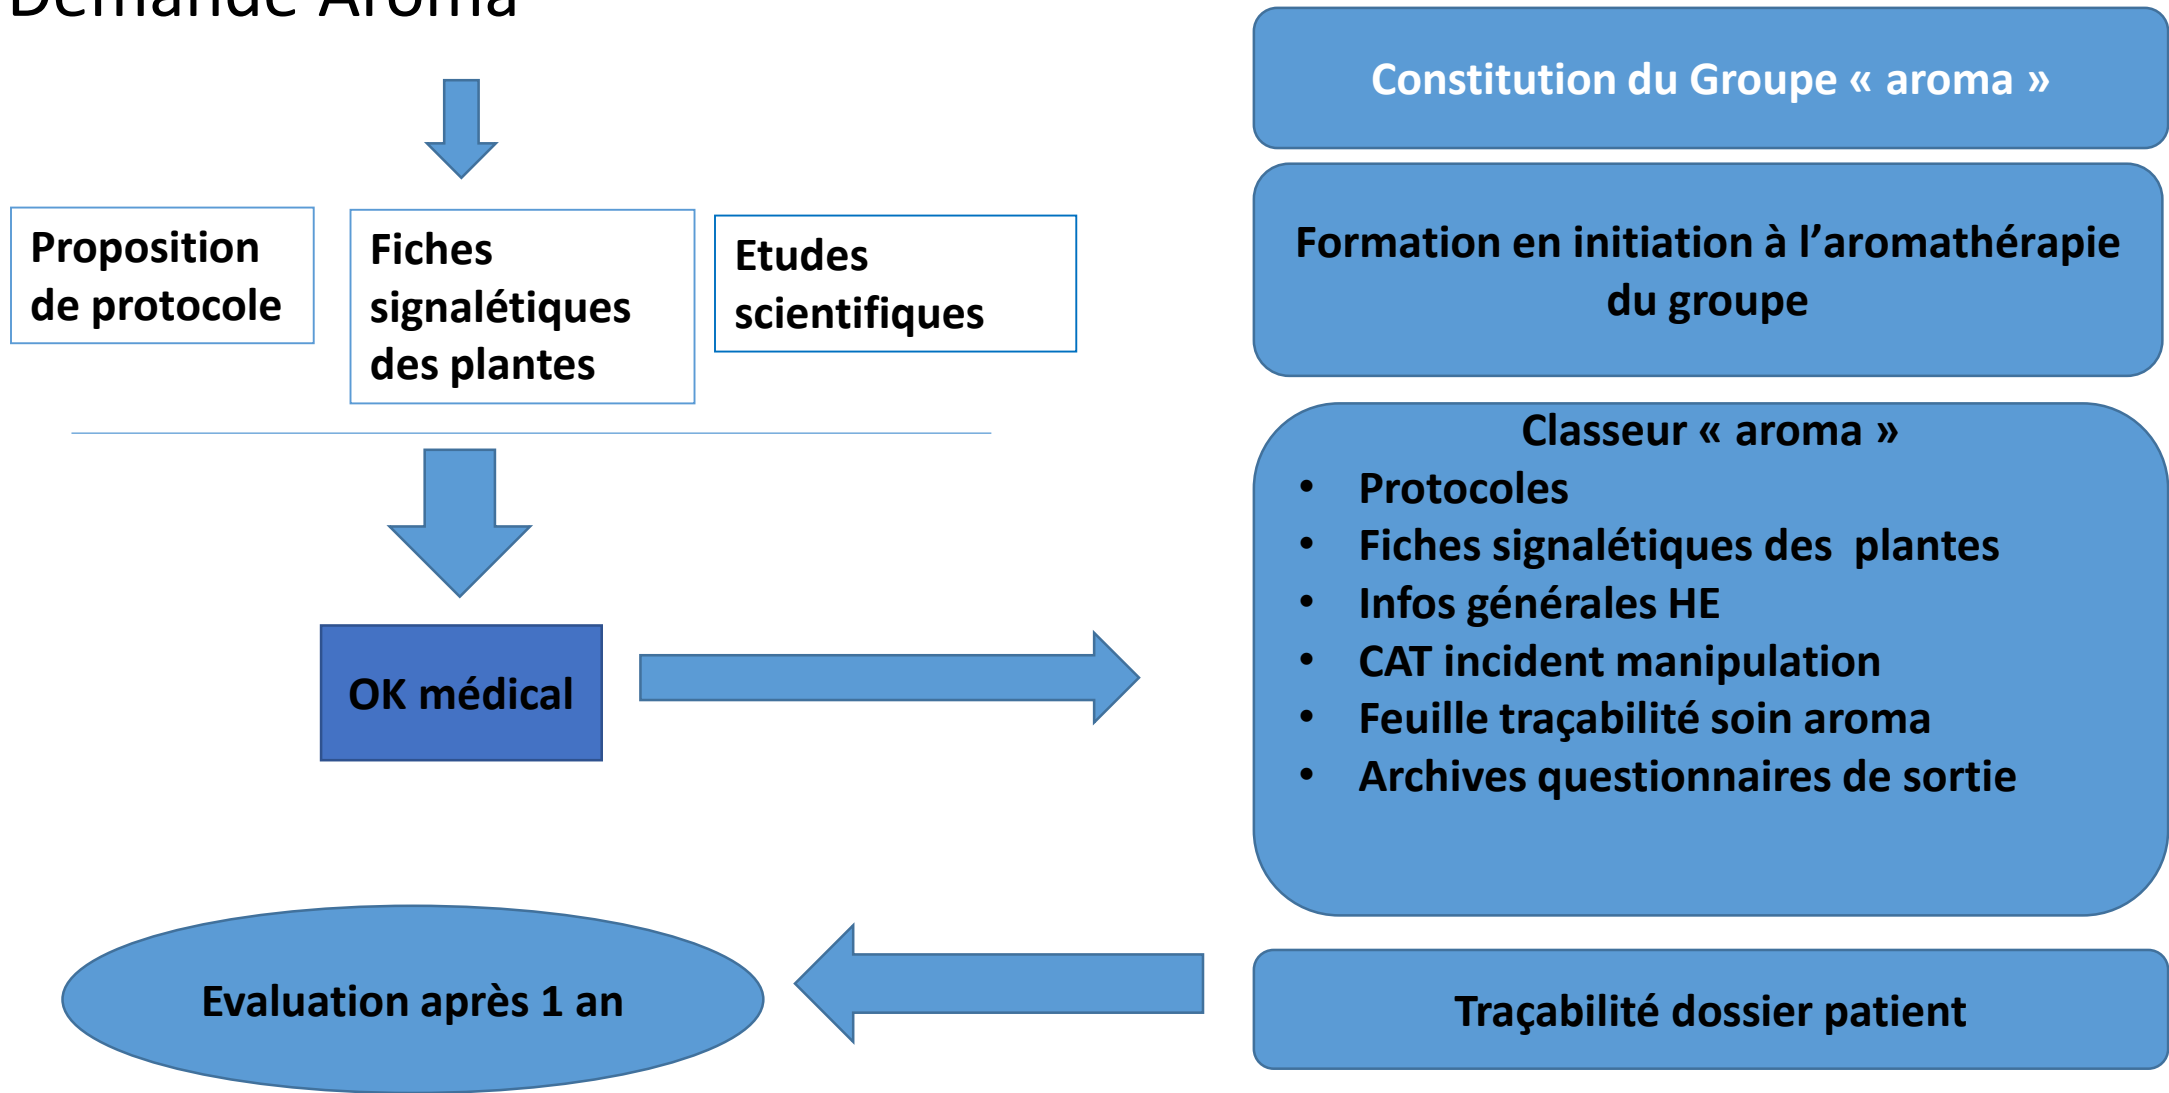 Demande Aroma
Proposition
de protocole
Fiches
signalétiques
des plantes
Etudes
scientifiques
OK médical
Constitution du Groupe « aroma »
Formation en initiation à l’aromathérapie
du groupe
Classeur « aroma »
• Protocoles
• Fiches signalétiques des plantes
• Infos générales HE
• CAT incident manipulation
• Feuille traçabilité soin aroma
• Archives questionnaires de sortie
Traçabilité dossier patient
Evaluation après 1 an